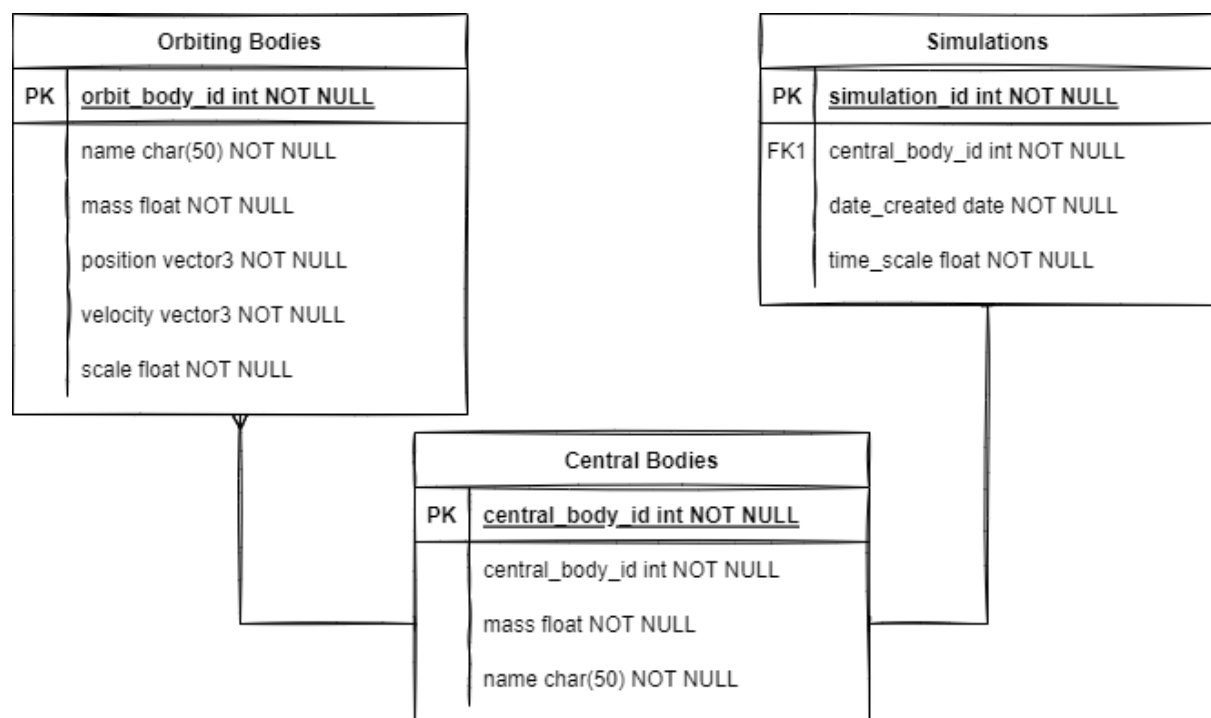 Orbiting Bodies
PK orbit_body_id int NOT NULL
name char(50) NOT NULL
mass float NOT NULL
position vector3 NOT NULL
velocity vector3 NOT NULL
scale float NOT NULL
Simulations
PK simulation_id int NOT NULL
FK1 central_body_id int NOT NULL
date_created date NOT NULL
time_scale float NOT NULL
Central Bodies
PK central_body_id int NOT NULL
central_body_id int NOT NULL
mass float NOT NULL
name char(50) NOT NULL